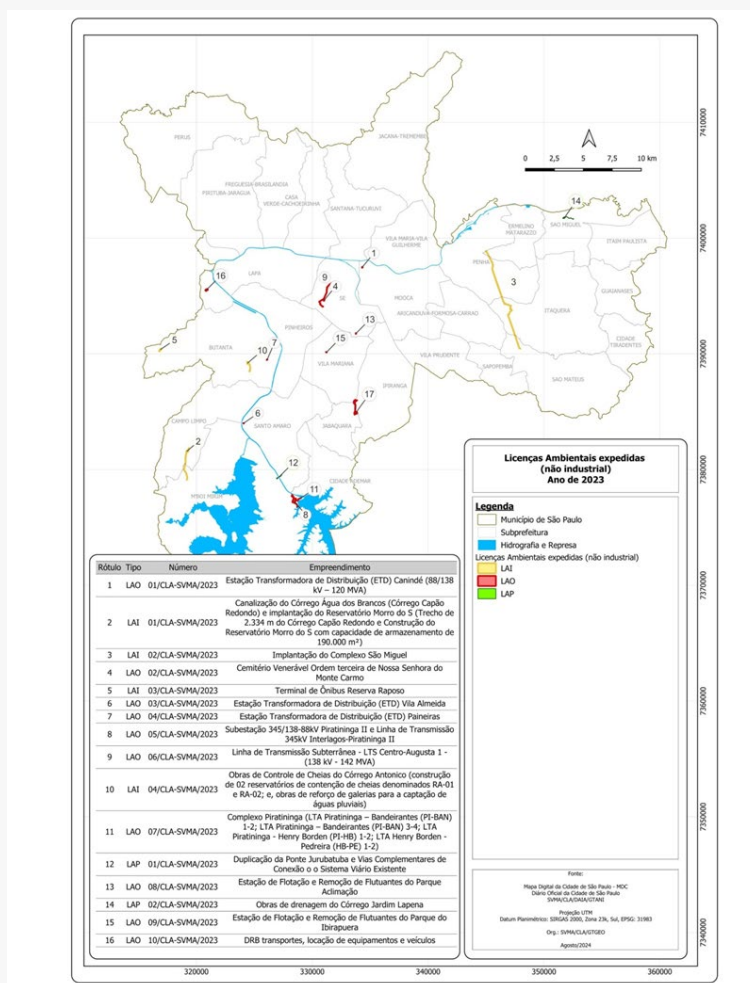 PERUS
JAÇANÃ-TREMEMBÉ
FREGUESIA-BRASILANDIA
PIRITUBA-JARAGUA
CASA
VERDE-CACHOEIRINHA
SANTANA-TUCURUVI
VILA MARIA-VILA
GUILHERME
ERMELINO
MATARAZZO
SAO MIGUEL
ITAIM PAULISTA
PENHA
LAPA
SE
MOOCA
ARICANDUVA-FORMOSA-CARRAO
ITAQUERA
GUAIANASES
CIDADE
TIRADENTES
BUTANTA
PINHEIROS
VILA MARIANA
VILA PRUDENTE
SAPOPEMBA
SAO MATEUS
IPIRANGA
CAMPO LIMPO
SANTO AMARO
JABAQUARA
CIDADE ADEMAR
M'BOI MIRIM
0 2,5 5 7,5 10 km
14
1
16
9
4
3
13
5
10
7
15
17
6
2
12
11
8
7410000
7400000
7390000
7380000
7370000
7360000
7350000
7340000
320000 330000 340000 350000 360000
Licenças Ambientais expedidas
(não industrial)
Ano de 2023
Legenda
Município de São Paulo
Subprefeitura
Hidrografia e Represa
Licenças Ambientais expedidas (não industrial)
LAI
LAO
LAP
Rótulo Tipo Número Empreendimento
1 LAO 01/CLA-SVMA/2023 Estação Transformadora de Distribuição (ETD) Canindé (88/138
kV – 120 MVA)
2 LAI 01/CLA-SVMA/2023 Canalização do Córrego Água dos Brancos (Córrego Capão
Redondo) e implantação do Reservatório Morro do S (Trecho de
2.334 m do Córrego Capão Redondo e Construção do
Reservatório Morro do S com capacidade de armazenamento de
190.000 m²)
3 LAI 02/CLA-SVMA/2023 Implantação do Complexo São Miguel
4 LAO 02/CLA-SVMA/2023 Cemitério Venerável Ordem terceira de Nossa Senhora do
Monte Carmo
5 LAI 03/CLA-SVMA/2023 Terminal de Ônibus Reserva Raposo
6 LAO 03/CLA-SVMA/2023 Estação Transformadora de Distribuição (ETD) Vila Almeida
7 LAO 04/CLA-SVMA/2023 Estação Transformadora de Distribuição (ETD) Paineiras
8 LAO 05/CLA-SVMA/2023 Subestação 345/138-88kV Piratininga II e Linha de Transmissão
345kV Interlagos-Piratininga II
9 LAO 06/CLA-SVMA/2023 Linha de Transmissão Subterrânea - LTS Centro-Augusta 1 -
(138 kV - 142 MVA)
10 LAI 04/CLA-SVMA/2023 Obras de Controle de Cheias do Córrego Antonico (construção
de 02 reservatórios de contenção de cheias denominados RA-01
e RA-02; e, obras de reforço de galerias para a captação de
águas pluviais)
11 LAO 07/CLA-SVMA/2023 Complexo Piratininga (LTA Piratininga – Bandeirantes (PI-BAN)
1-2; LTA Piratininga – Bandeirantes (PI-BAN) 3-4; LTA
Piratininga - Henry Borden (PI-HB) 1-2; LTA Henry Borden -
Pedreira (HB-PE) 1-2)
12 LAP 01/CLA-SVMA/2023 Duplicação da Ponte Jurubatuba e Vias Complementares de
Conexão o o Sistema Viário Existente
13 LAO 08/CLA-SVMA/2023 Estação de Flotação e Remoção de Flutuantes do Parque
Aclimação
14 LAP 02/CLA-SVMA/2023 Obras de drenagem do Córrego Jardim Lapena
15 LAO 09/CLA-SVMA/2023 Estação de Flotação e Remoção de Flutuantes do Parque do
Ibirapuera
16 LAO 10/CLA-SVMA/2023 DRB transportes, locação de equipamentos e veículos
Fonte:
Mapa Digital da Cidade de São Paulo - MDC
Diário Oficial da Cidade de São Paulo
SVMA/CLA/DAIA/GTANI
Projeção UTM
Datum Planimétrico: SIRGAS 2000, Zona 23k, Sul, EPSG: 31983
Org.: SVMA/CLA/GTGEO
Agosto/2024